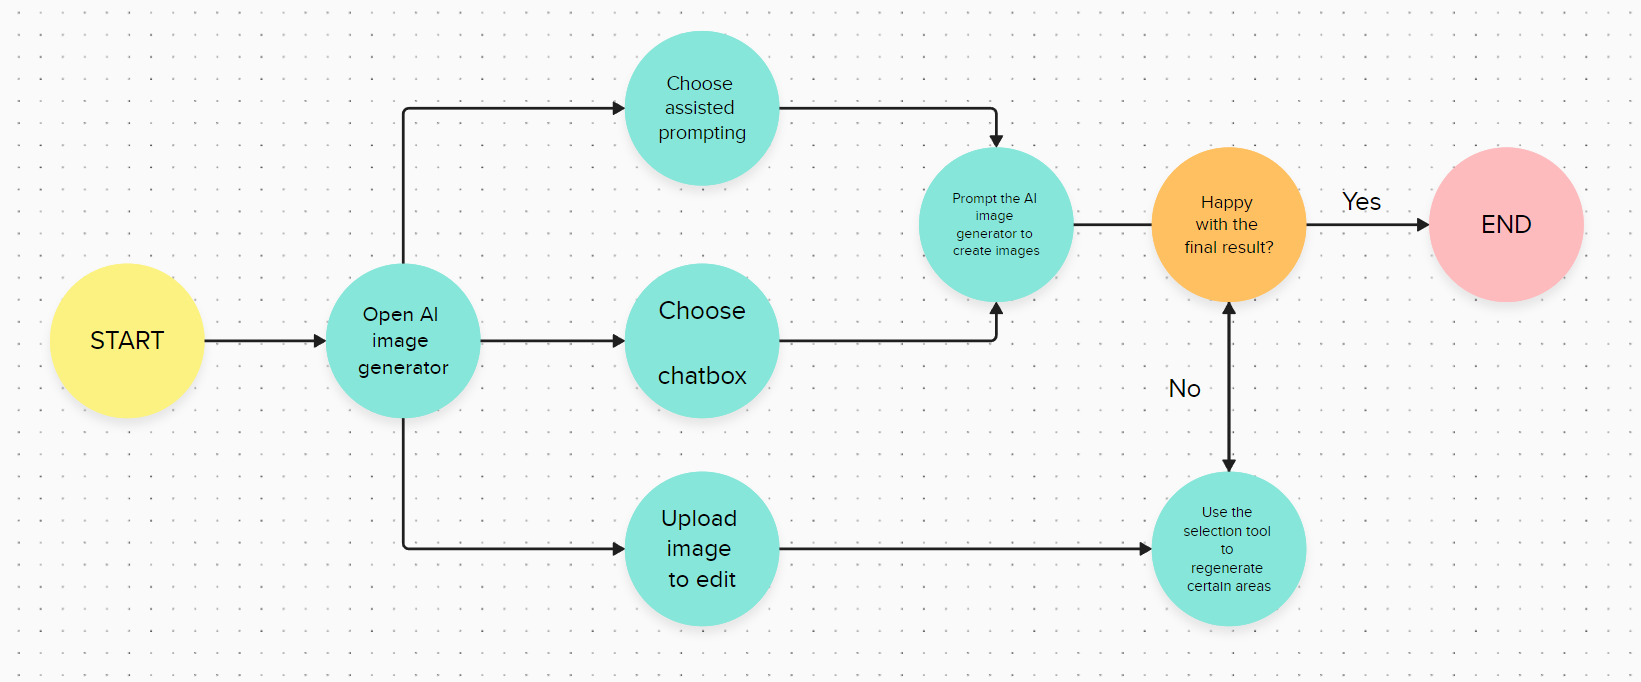 START
Open AI
image
generator
Choose
assisted
prompting
Choose
chatbox
Upload
image
to edit
Prompt the AI
image
generator to
create images
Happy
with the
final result?
Yes
END
No
Use the
selection tool
to
regenerate
certain areas